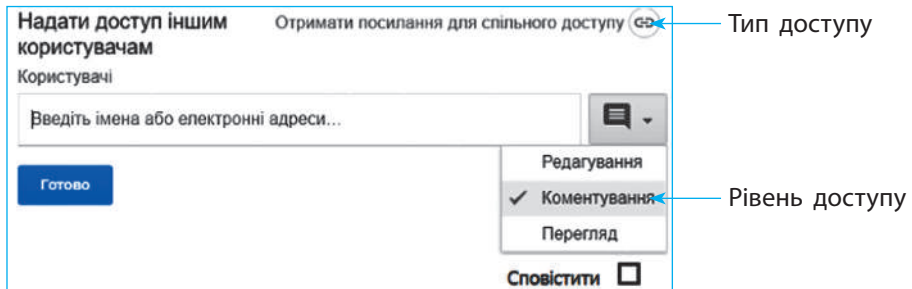 Надати доступ іншим користувачам
Отримати посилання для спільного доступу
Тип доступу
Користувачі
Введіть імена або електронні адреси...
Готово
Редагування
Коментування
Рівень доступу
Перегляд
Сповістити